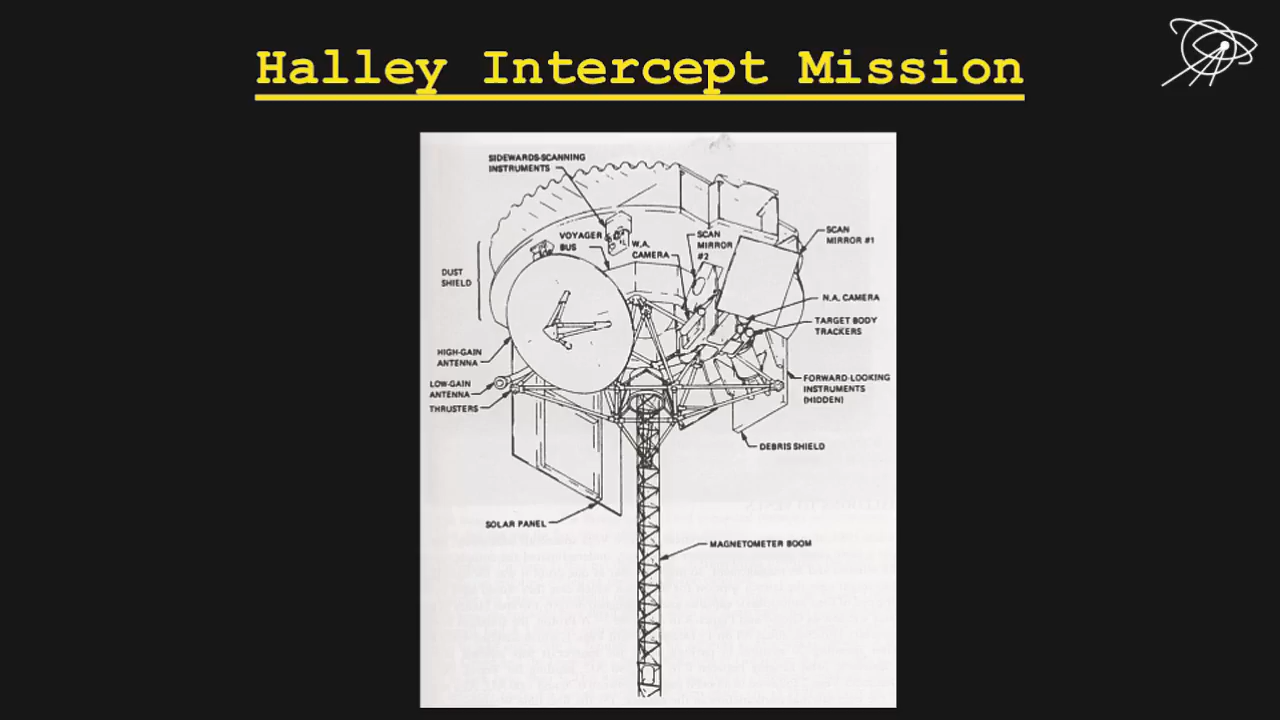 Halley Intercept Mission
SIDEWARDS-SCANNING
INSTRUMENTS
VOYAGER
BUS
W.A.
CAMERA
SCAN
MIRROR
#2
SCAN
MIRROR #1
DUST
SHIELD
N.A. CAMERA
TARGET BODY
TRACKERS
HIGH-GAIN
ANTENNA
LOW-GAIN
ANTENNA
THRUSTERS
FORWARD-LOOKING
INSTRUMENTS
(HIDDEN)
DEBRIS SHIELD
SOLAR PANEL
MAGNETOMETER BOOM